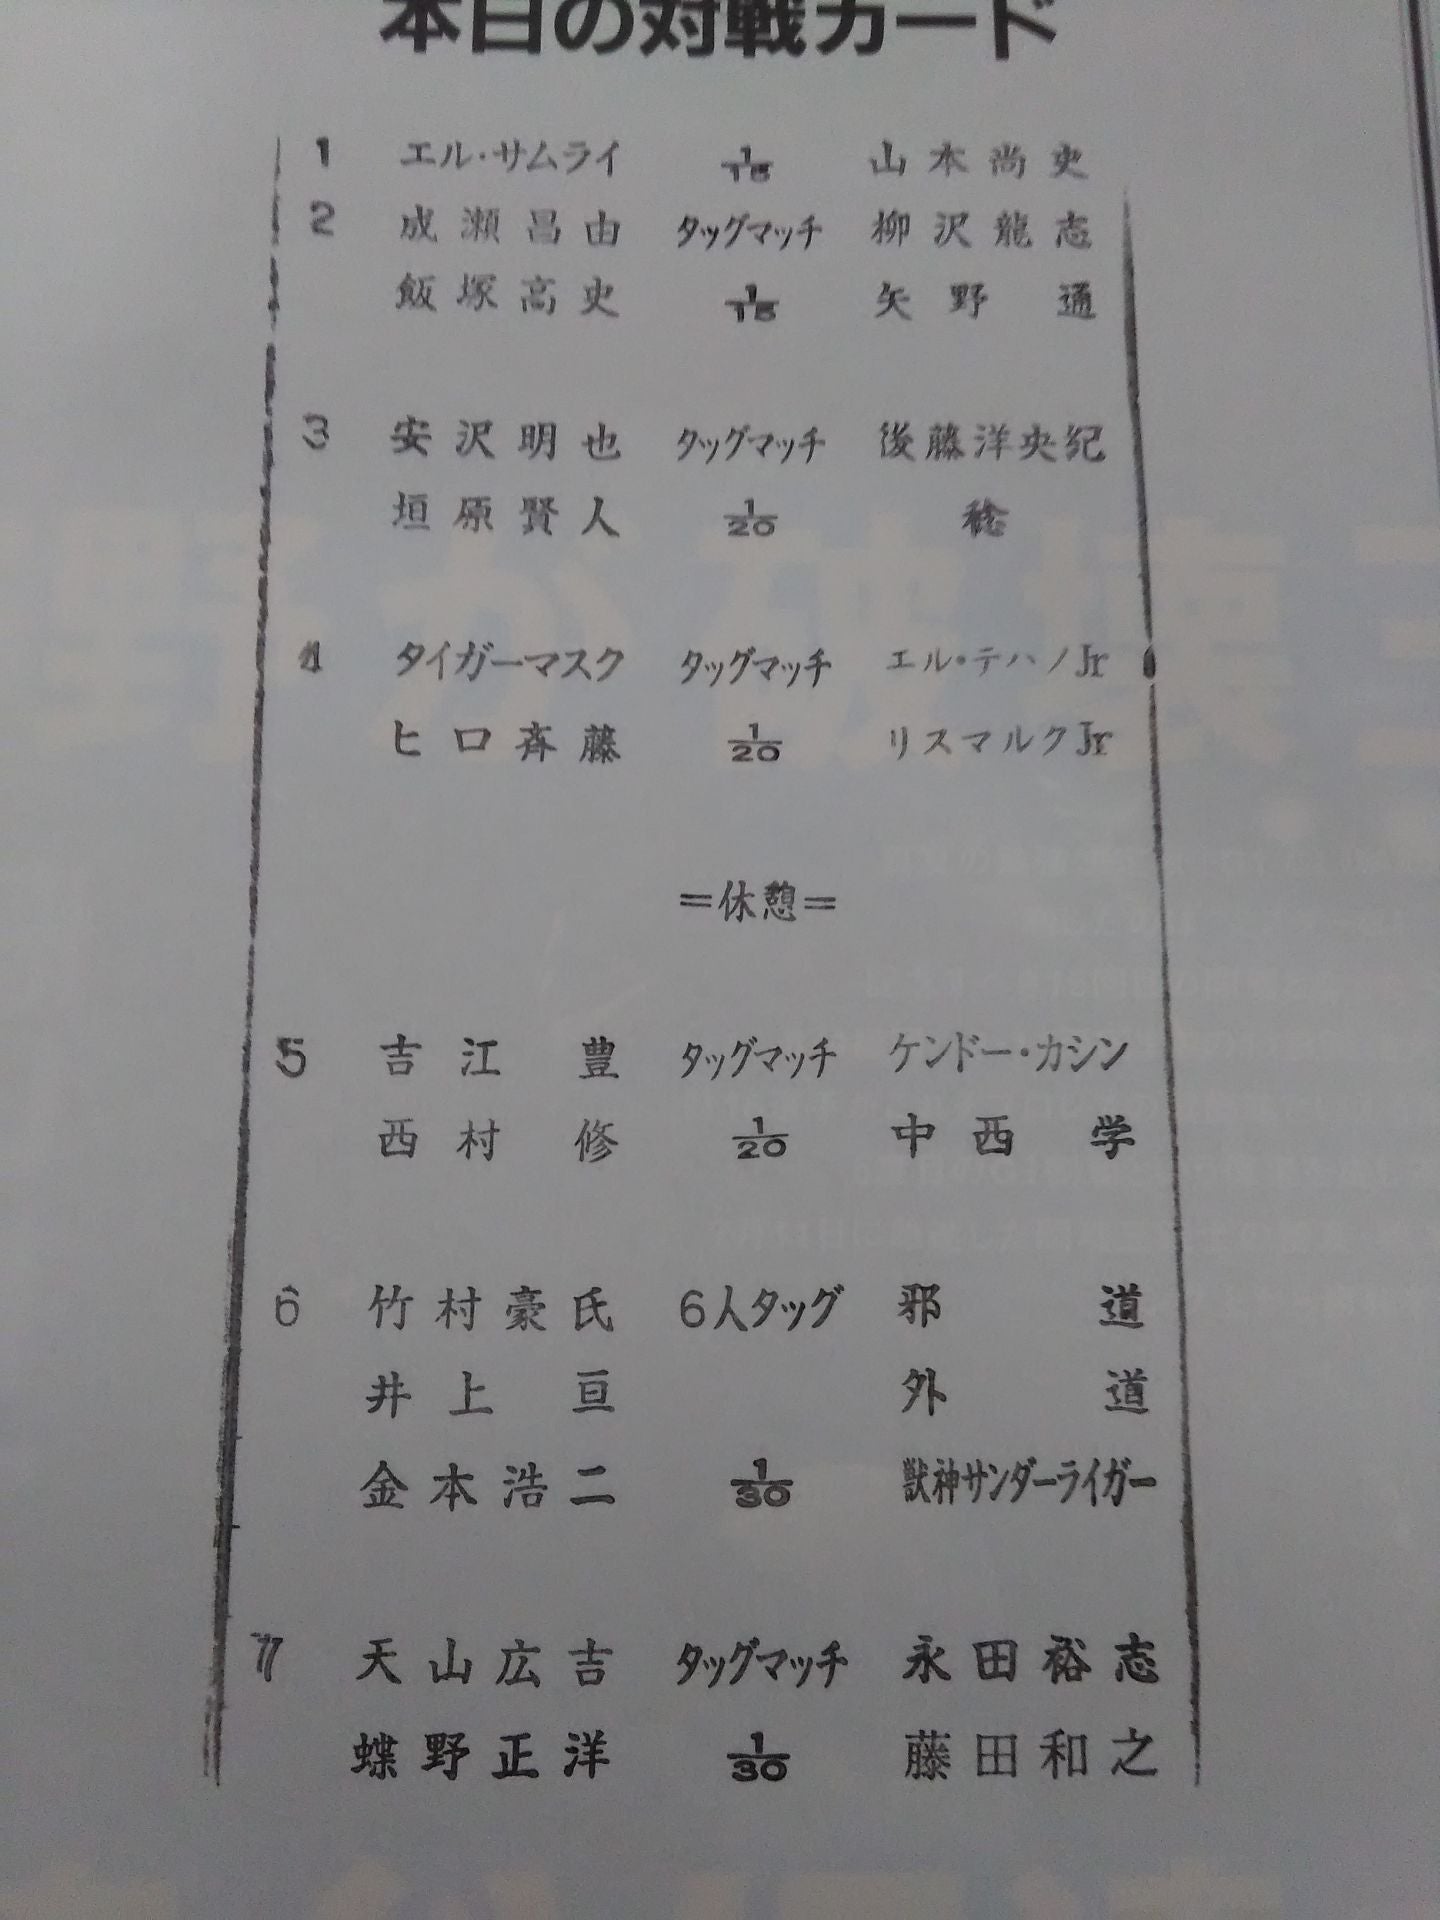 本日の対戦カード
1 エル・サムライ 1/15 山本尚史
2 成瀬昌由 タッグマッチ 柳沢龍志
飯塚高史 1/15 矢野通
3 安沢明也 タッグマッチ 後藤洋央紀
垣原賢人 1/20 稔
4 タイガーマスク タッグマッチ エル・テハノJr
ヒロ斉藤 1/20 リスマルクJr
=休憩=
5 吉江豊 タッグマッチ ケンドー・カシン
西村修 1/20 中西学
6 竹村豪氏 6人タッグ 邪道
井上亘 外道
金本浩二 1/30 獣神サンダーライガー
7 天山広吉 タッグマッチ 永田裕志
蝶野正洋 1/30 藤田和之